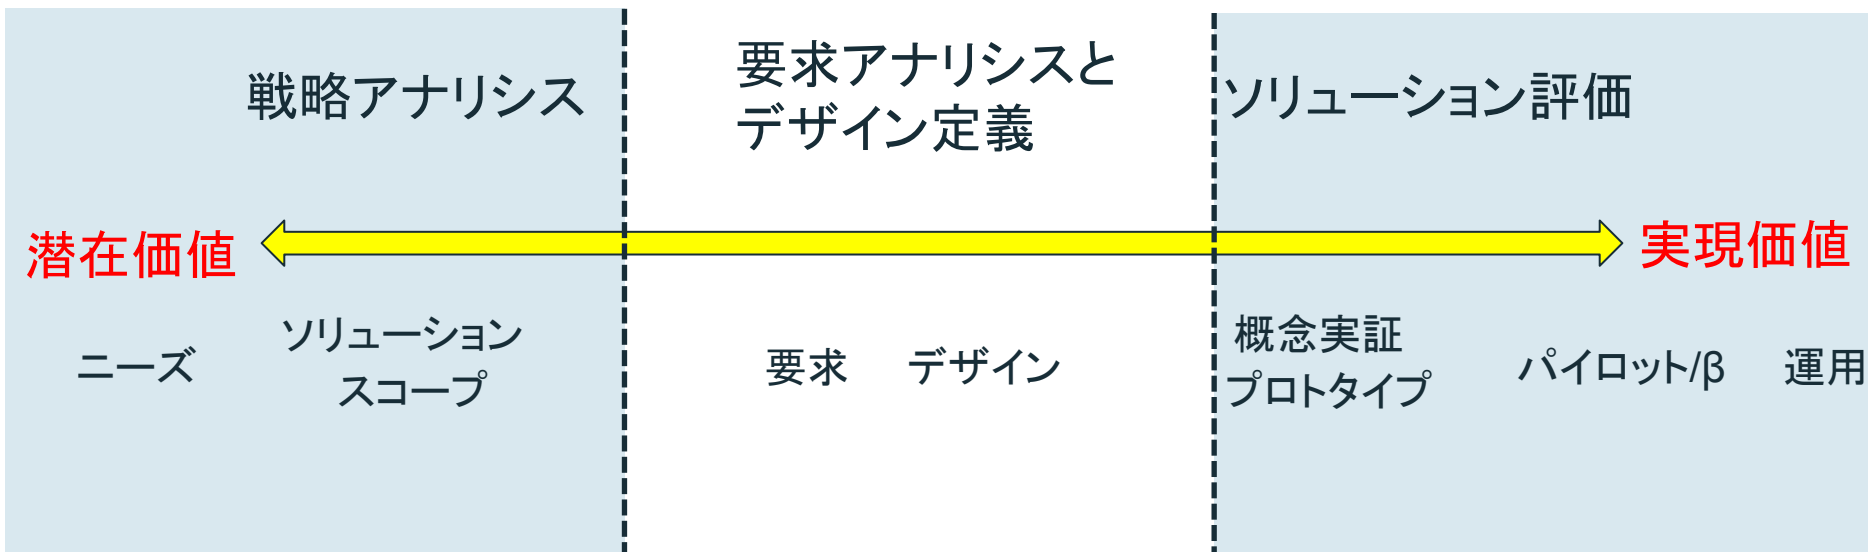 戦略アナリシス
要求アナリシスと
デザイン定義
ソリューション評価
潜在価値
実現価値
ニーズ
ソリューション
スコープ
要求
デザイン
概念実証
プロトタイプ
パイロット/β
運用